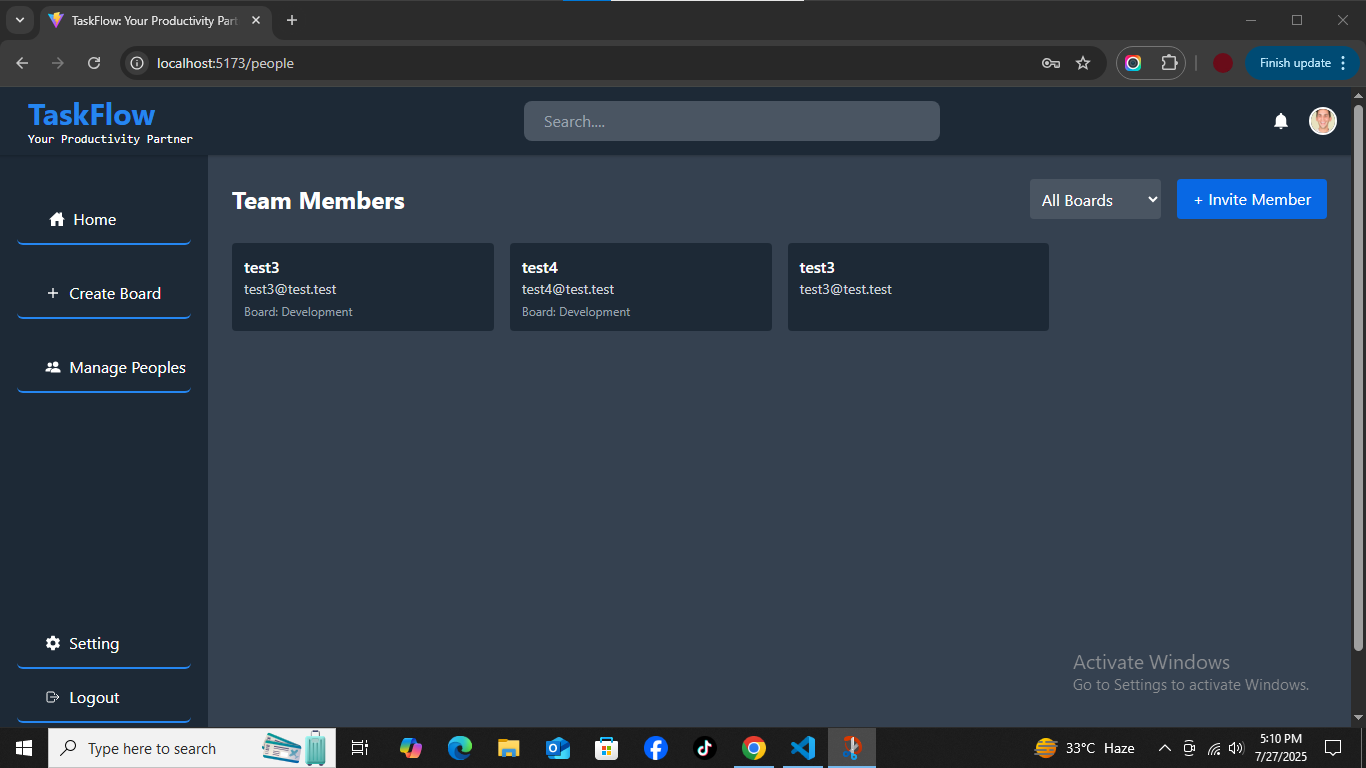 TaskFlow: Your Productivity Part
localhost:5173/people
Finish update
TaskFlow
Your Productivity Partner
Search....
Home
Create Board
Manage Peoples
Setting
Logout
Team Members
All Boards
+ Invite Member
test3
test3@test.test
Board: Development
test4
test4@test.test
Board: Development
test3
test3@test.test
Activate Windows
Go to Settings to activate Windows.
Type here to search
33°C Haze
5:10 PM
7/27/2025